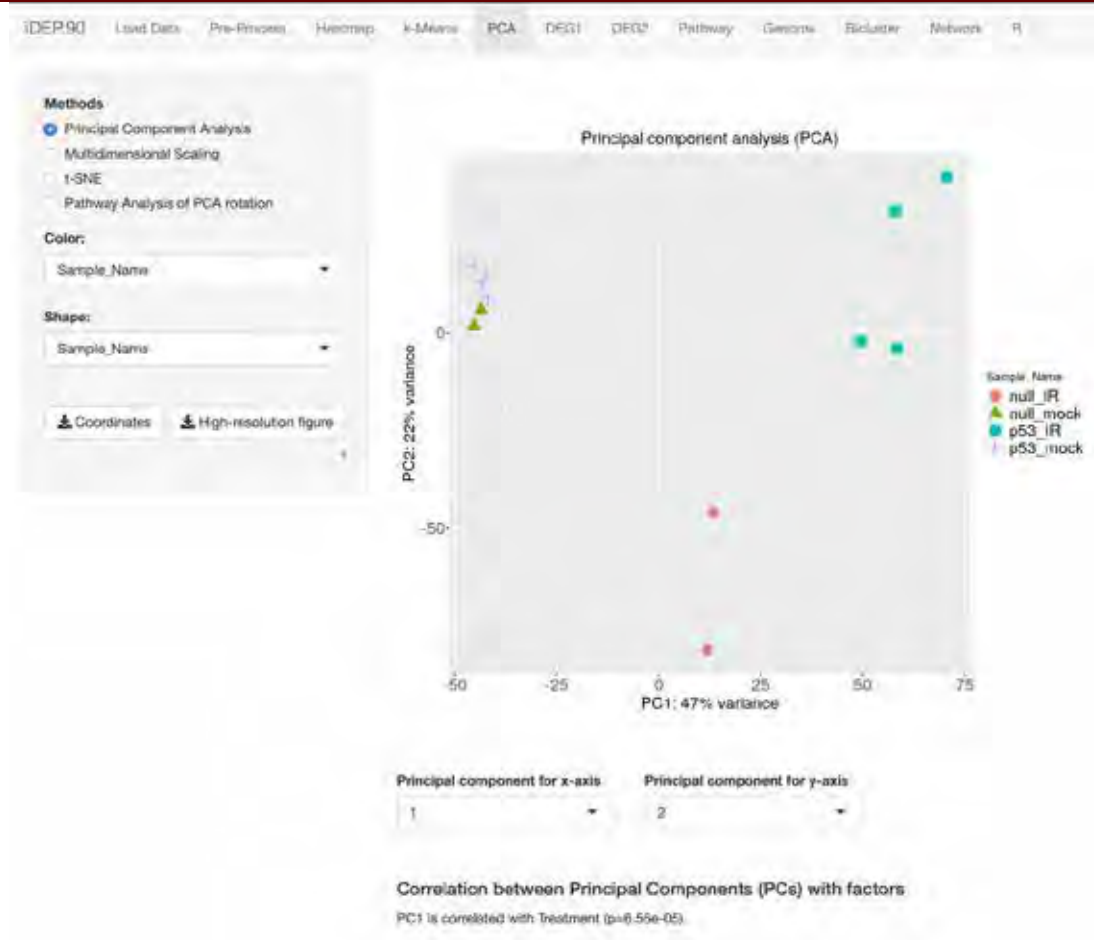 iDEP.90 Load Data Pre-Process Heatmap k-Means PCA DEG1 DEG2 Pathway Genome Bicluster Network R
Methods
Principal Component Analysis
Multidimensional Scaling
t-SNE
Pathway Analysis of PCA rotation
Color:
Sample_Name
Shape:
Sample_Name
Coordinates High-resolution figure
Principal component analysis (PCA)
0
-50
PC2: 22% variance
-50 -25 0 25 50 75
PC1: 47% variance
Sample_Name
null_IR
null_mock
p53_IR
p53_mock
Principal component for x-axis Principal component for y-axis
1 2
Correlation between Principal Components (PCs) with factors
PC1 is correlated with Treatment (p=6.55e-05).